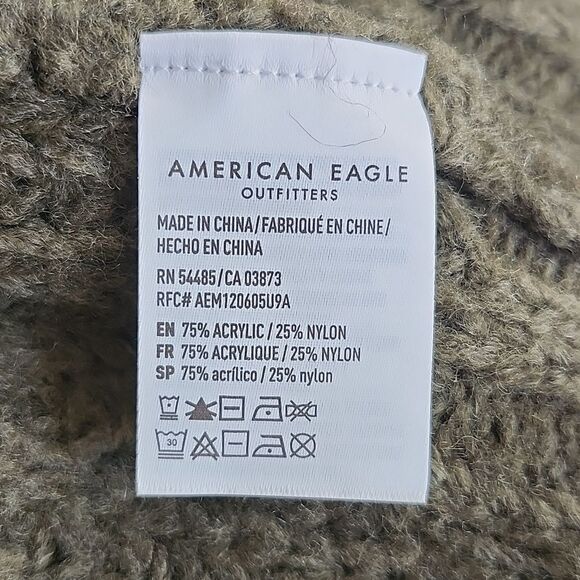 AMERICAN EAGLE
OUTFITTERS
MADE IN CHINA/FABRIQUÉ EN CHINE/
HECHO EN CHINA
RN 54485/CA 03873
RFC# AEM120605U9A
EN 75% ACRYLIC / 25% NYLON
FR 75% ACRYLIQUE / 25% NYLON
SP 75% acrílico / 25% nylon
30